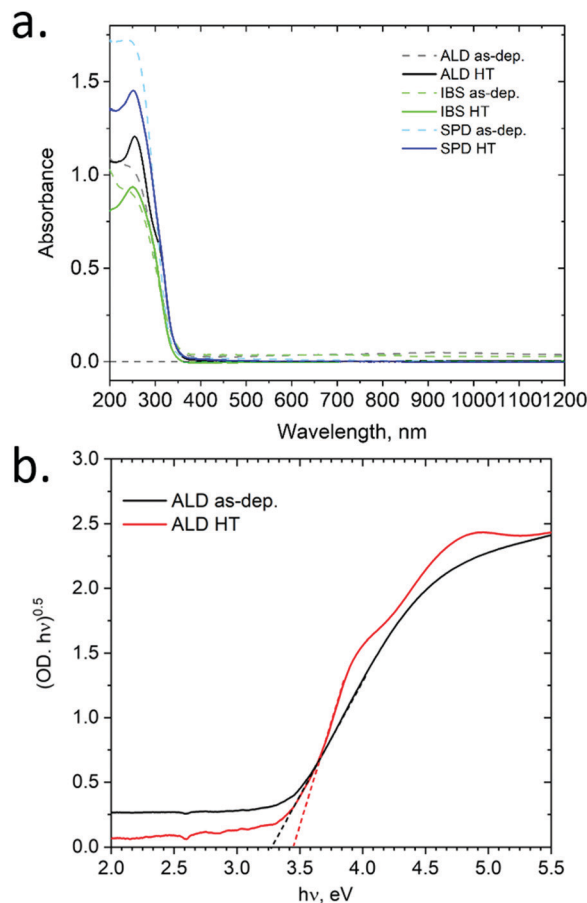 a.
Absorbance
1.5
1.0
0.5
0.0
ALD as-dep.
ALD HT
IBS as-dep.
IBS HT
SPD as-dep.
SPD HT
200 300 400 500 600 700 800 900 1000 1100 1200
Wavelength, nm
b.
(OD. hν)^0.5
3.0
2.5
2.0
1.5
1.0
0.5
0.0
ALD as-dep.
ALD HT
2.0 2.5 3.0 3.5 4.0 4.5 5.0 5.5
hν, eV